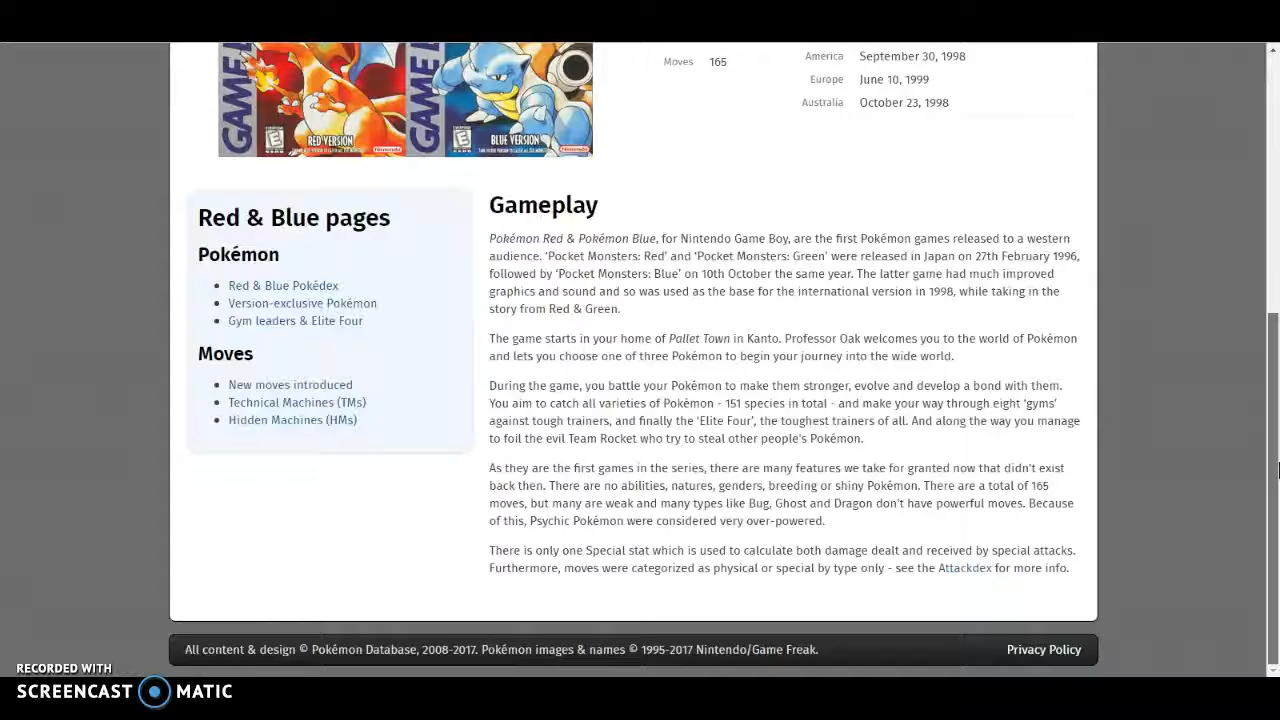 America September 30, 1998
Moves 165
Europe June 10, 1999
Australia October 23, 1998
GAME
RED VERSION
Nintendo
GAME
BLUE VERSION
Nintendo
Red & Blue pages
Pokémon
Red & Blue Pokédex
Version-exclusive Pokémon
Gym leaders & Elite Four
Moves
New moves introduced
Technical Machines (TMs)
Hidden Machines (HMs)
Gameplay
Pokémon Red & Pokémon Blue, for Nintendo Game Boy, are the first Pokémon games released to a western
audience. ‘Pocket Monsters: Red’ and ‘Pocket Monsters: Green’ were released in Japan on 27th February 1996,
followed by ‘Pocket Monsters: Blue’ on 10th October the same year. The latter game had much improved
graphics and sound and so was used as the base for the international version in 1998, while taking in the
story from Red & Green.
The game starts in your home of Pallet Town in Kanto. Professor Oak welcomes you to the world of Pokémon
and lets you choose one of three Pokémon to begin your journey into the wide world.
During the game, you battle your Pokémon to make them stronger, evolve and develop a bond with them.
You aim to catch all varieties of Pokémon - 151 species in total - and make your way through eight ‘gyms’
against tough trainers, and finally the ‘Elite Four’, the toughest trainers of all. And along the way you manage
to foil the evil Team Rocket who try to steal other people's Pokémon.
As they are the first games in the series, there are many features we take for granted now that didn't exist
back then. There are no abilities, natures, genders, breeding or shiny Pokémon. There are a total of 165
moves, but many are weak and many types like Bug, Ghost and Dragon don't have powerful moves. Because
of this, Psychic Pokémon were considered very over-powered.
There is only one Special stat which is used to calculate both damage dealt and received by special attacks.
Furthermore, moves were categorized as physical or special by type only - see the Attackdex for more info.
All content & design © Pokémon Database, 2008-2017. Pokémon images & names © 1995-2017 Nintendo/Game Freak.
Privacy Policy
RECORDED WITH
SCREENCAST MATIC